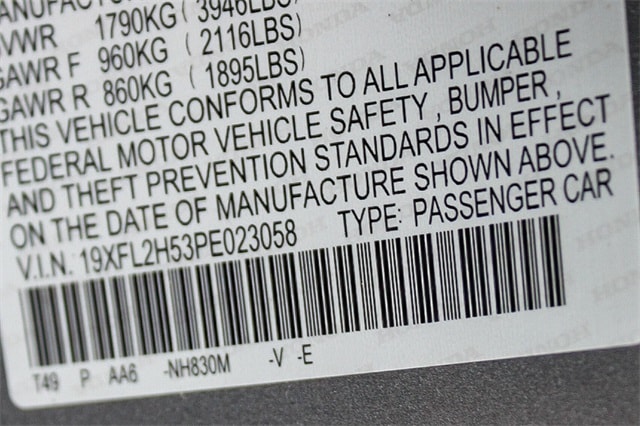 1790KG ( 3946LBS)
GVWR 960KG ( 2116LBS)
GAWR F 860KG ( 1895LBS)
GAWR R
THIS VEHICLE CONFORMS TO ALL APPLICABLE
FEDERAL MOTOR VEHICLE SAFETY , BUMPER ,
AND THEFT PREVENTION STANDARDS IN EFFECT
ON THE DATE OF MANUFACTURE SHOWN ABOVE.
V.I.N. 19XFL2H53PE023058 TYPE: PASSENGER CAR
T49 P AA6 -NH830M -V -E